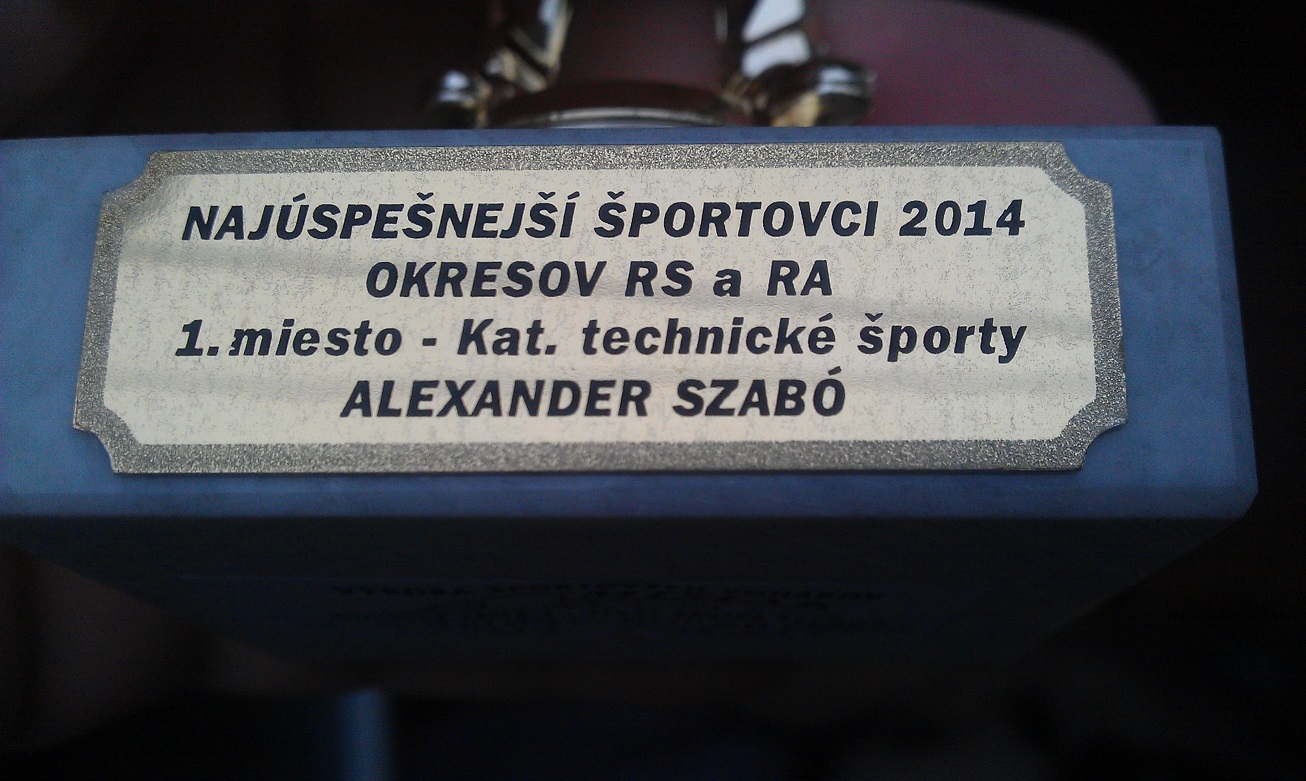 NAJÚSPEŠNEJŠÍ ŠPORTOVCI 2014
OKRESOV RS a RA
1. miesto - Kat. technické športy
ALEXANDER SZABÓ